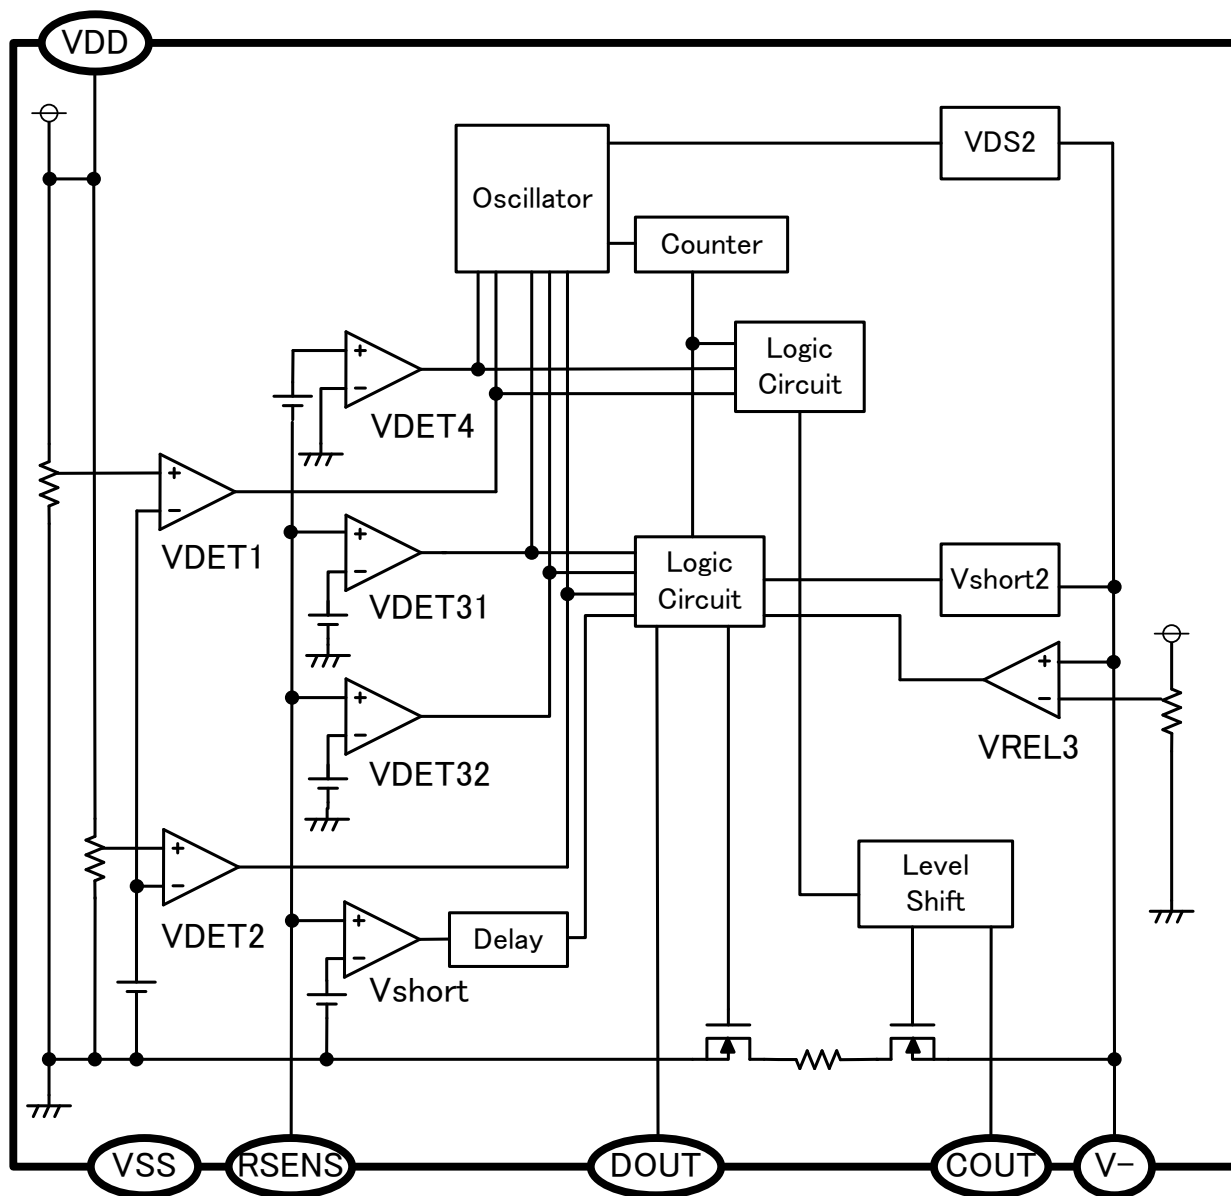 VDD
VDS2
Oscillator
Counter
Logic
Circuit
+
−
VDET4
+
−
VDET1
+
−
VDET31
Logic
Circuit
Vshort2
+
−
VREL3
+
−
VDET32
+
−
VDET2
Level
Shift
+
−
Vshort
Delay
VSS
RSENS
DOUT
COUT
V−